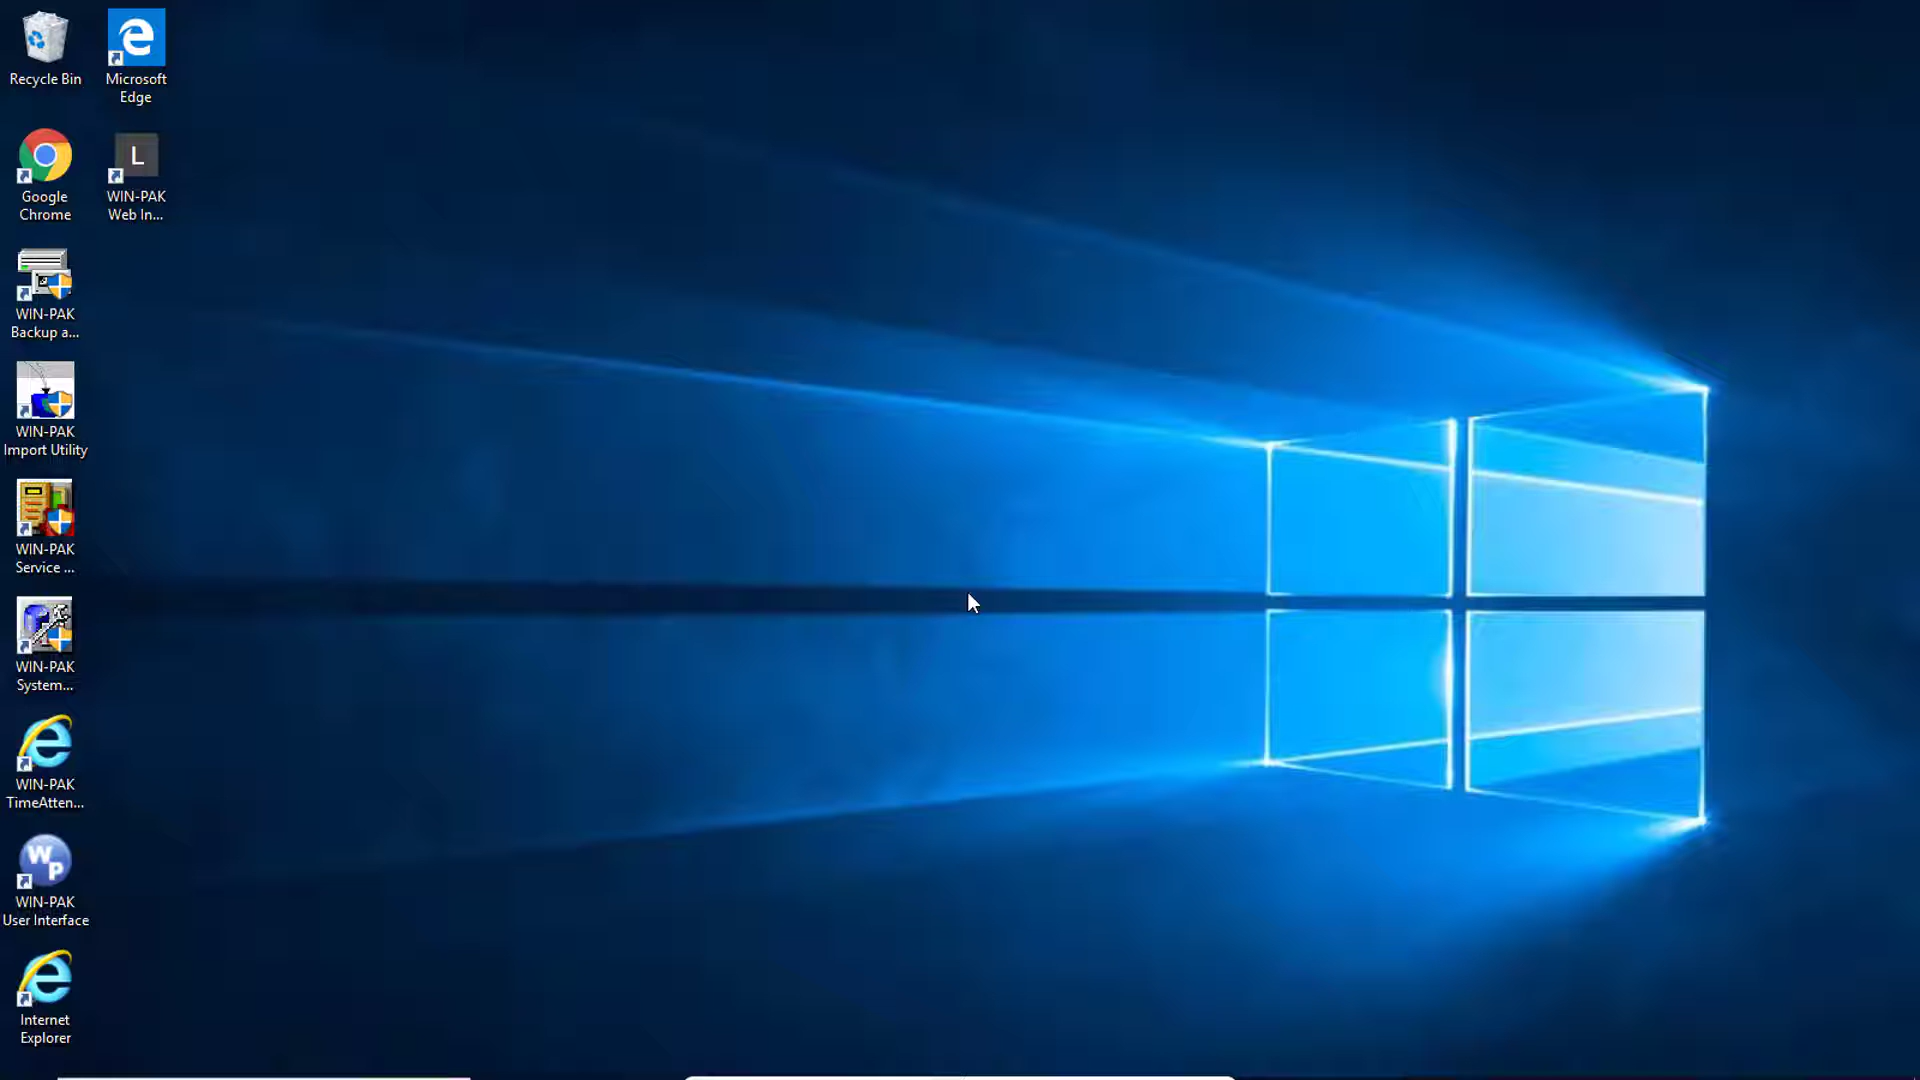 Recycle Bin
Microsoft
Edge
Google
Chrome
L
WIN-PAK
Web In...
WIN-PAK
Backup a...
WIN-PAK
Import Utility
WIN-PAK
Service ...
WIN-PAK
System...
WIN-PAK
TimeAtten...
WP
WIN-PAK
User Interface
Internet
Explorer